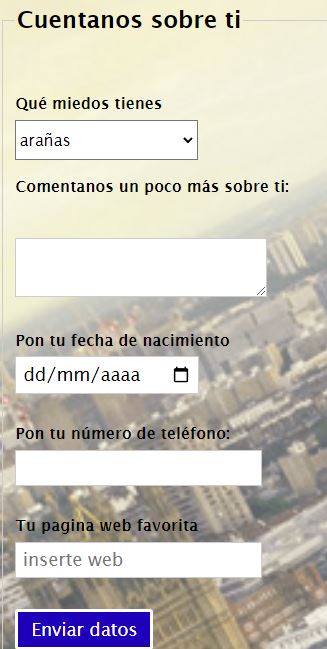 Cuentanos sobre ti
Qué miedos tienes
arañas
Comentanos un poco más sobre ti:
Pon tu fecha de nacimiento
dd/mm/aaaa
Pon tu número de teléfono:
Tu pagina web favorita
inserte web
Enviar datos